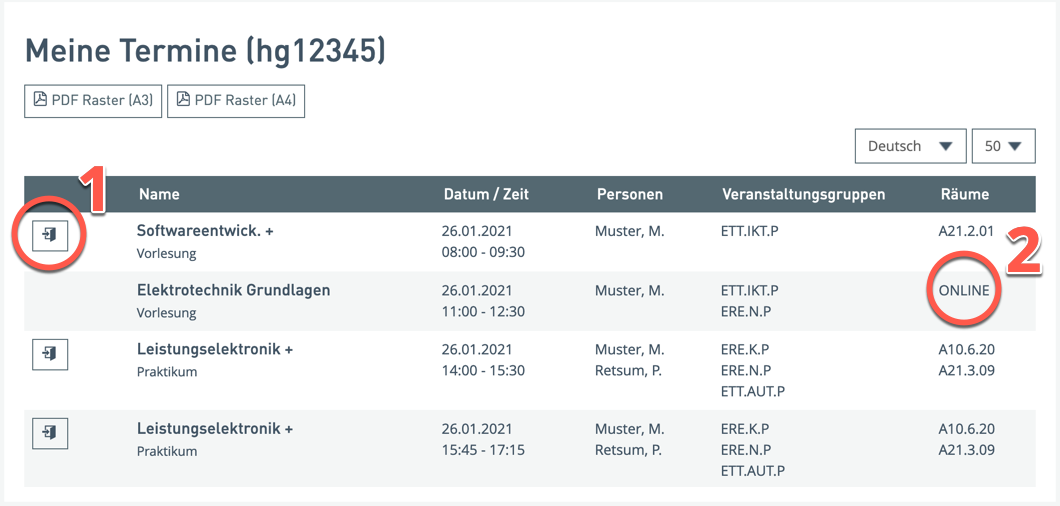 Meine Termine (hg12345)
PDF Raster (A3) PDF Raster (A4)
Deutsch 50
1
Name Datum / Zeit Personen Veranstaltungsgruppen Räume
Softwareentwick. + 26.01.2021 Muster, M. ETT.IKT.P A21.2.01
Vorlesung 08:00 - 09:30
2
Elektrotechnik Grundlagen 26.01.2021 Muster, M. ETT.IKT.P ONLINE
Vorlesung 11:00 - 12:30 ERE.N.P
Leistungselektronik + 26.01.2021 Muster, M. ERE.K.P A10.6.20
Praktikum 14:00 - 15:30 Retsum, P. ERE.N.P A21.3.09
ETT.AUT.P
Leistungselektronik + 26.01.2021 Muster, M. ERE.K.P A10.6.20
Praktikum 15:45 - 17:15 Retsum, P. ERE.N.P A21.3.09
ETT.AUT.P